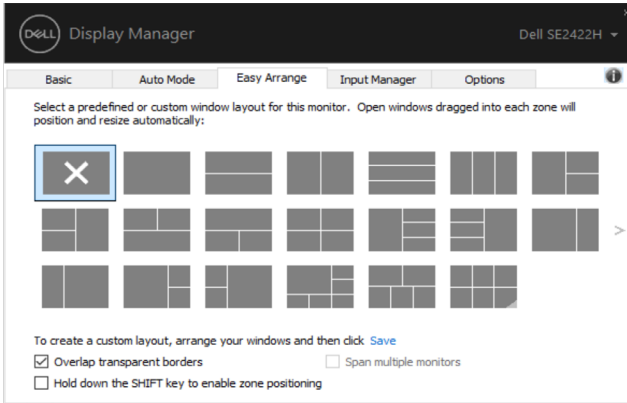 DELL Display Manager
Dell SE2422H
Basic Auto Mode Easy Arrange Input Manager Options
Select a predefined or custom window layout for this monitor. Open windows dragged into each zone will
position and resize automatically:
To create a custom layout, arrange your windows and then click Save
Overlap transparent borders
Span multiple monitors
Hold down the SHIFT key to enable zone positioning